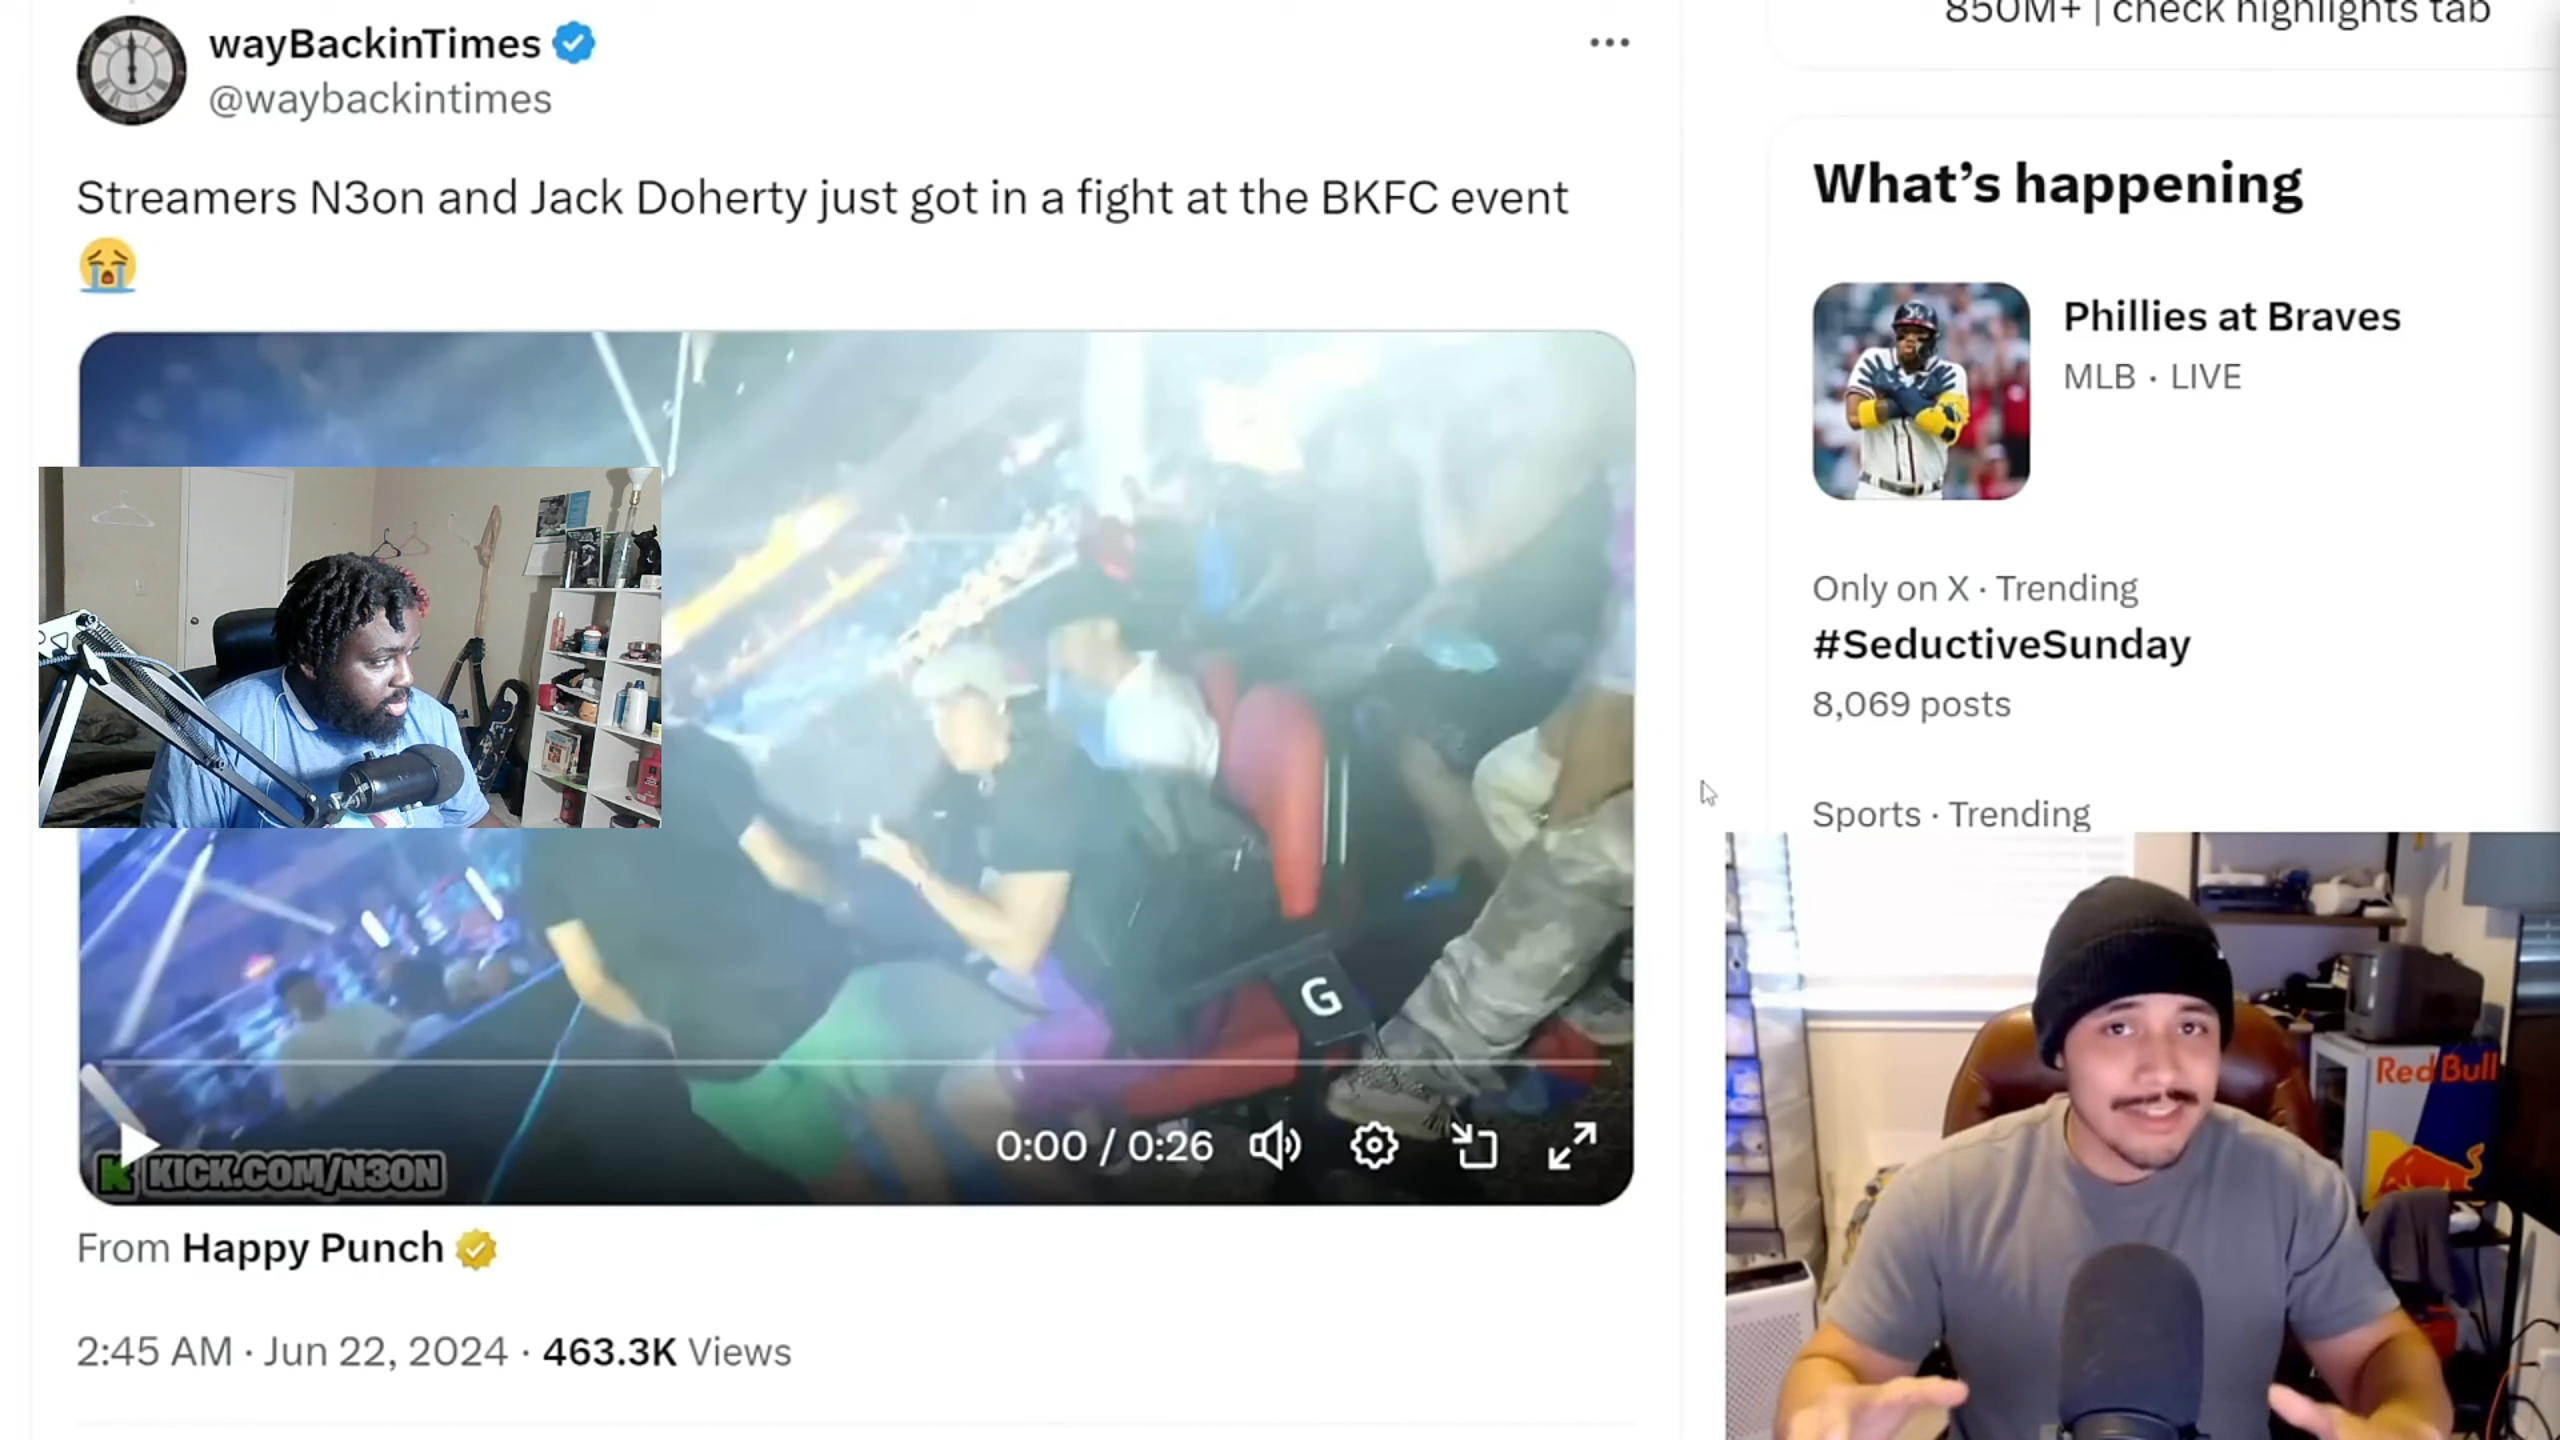 wayBackinTimes
@waybackintimes
Streamers N3on and Jack Doherty just got in a fight at the BKFC event
G
0:00 / 0:26
KICK.COM/N3ON
From Happy Punch
2:45 AM · Jun 22, 2024 · 463.3K Views
850M+ | check highlights tab
What's happening
Phillies at Braves
MLB · LIVE
Only on X · Trending
#SeductiveSunday
8,069 posts
Sports · Trending
Red Bull